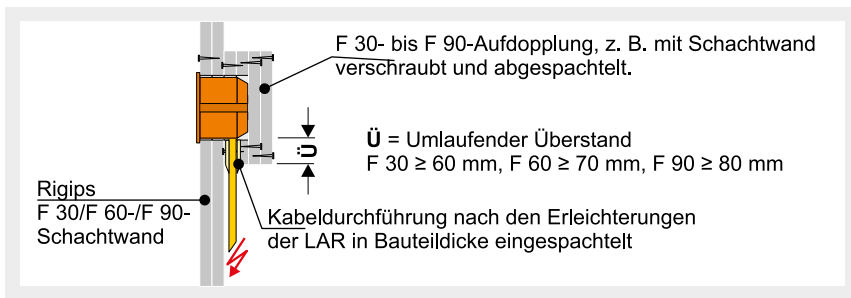 F 30- bis F 90-Aufdopplung, z. B. mit Schachtwand
verschraubt und abgespachtelt.
Ü
Ü = Umlaufender Überstand
F 30 ≥ 60 mm, F 60 ≥ 70 mm, F 90 ≥ 80 mm
Rigips
F 30/F 60-/F 90-
Schachtwand
Kabeldurchführung nach den Erleichterungen
der LAR in Bauteildicke eingespachtelt